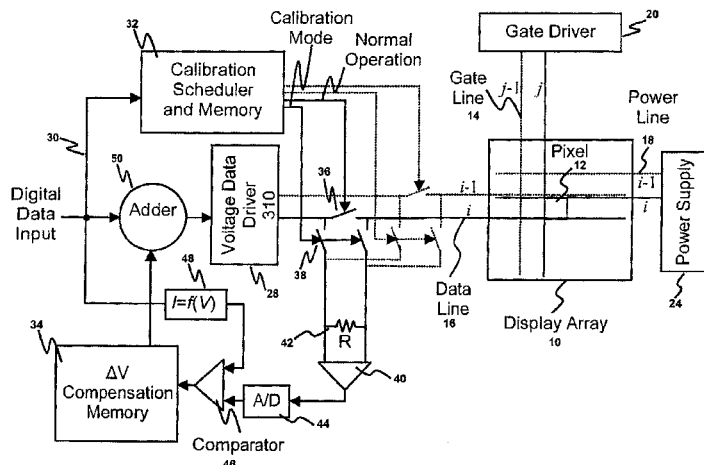 32
Calibration
Mode
Normal
Operation
20
Gate Driver
Calibration
Scheduler
and Memory
Gate
Line
14
j-1
j
Power
Line
18
30
50
Digital
Data
Input
Adder
Voltage Data
Driver
310
28
36
38
i-1
i
Pixel
12
i-1
i
Power Supply
24
Data
Line
16
Display Array
10
48
I=f(V)
34
ΔV
Compensation
Memory
42
R
40
A/D
44
Comparator
46